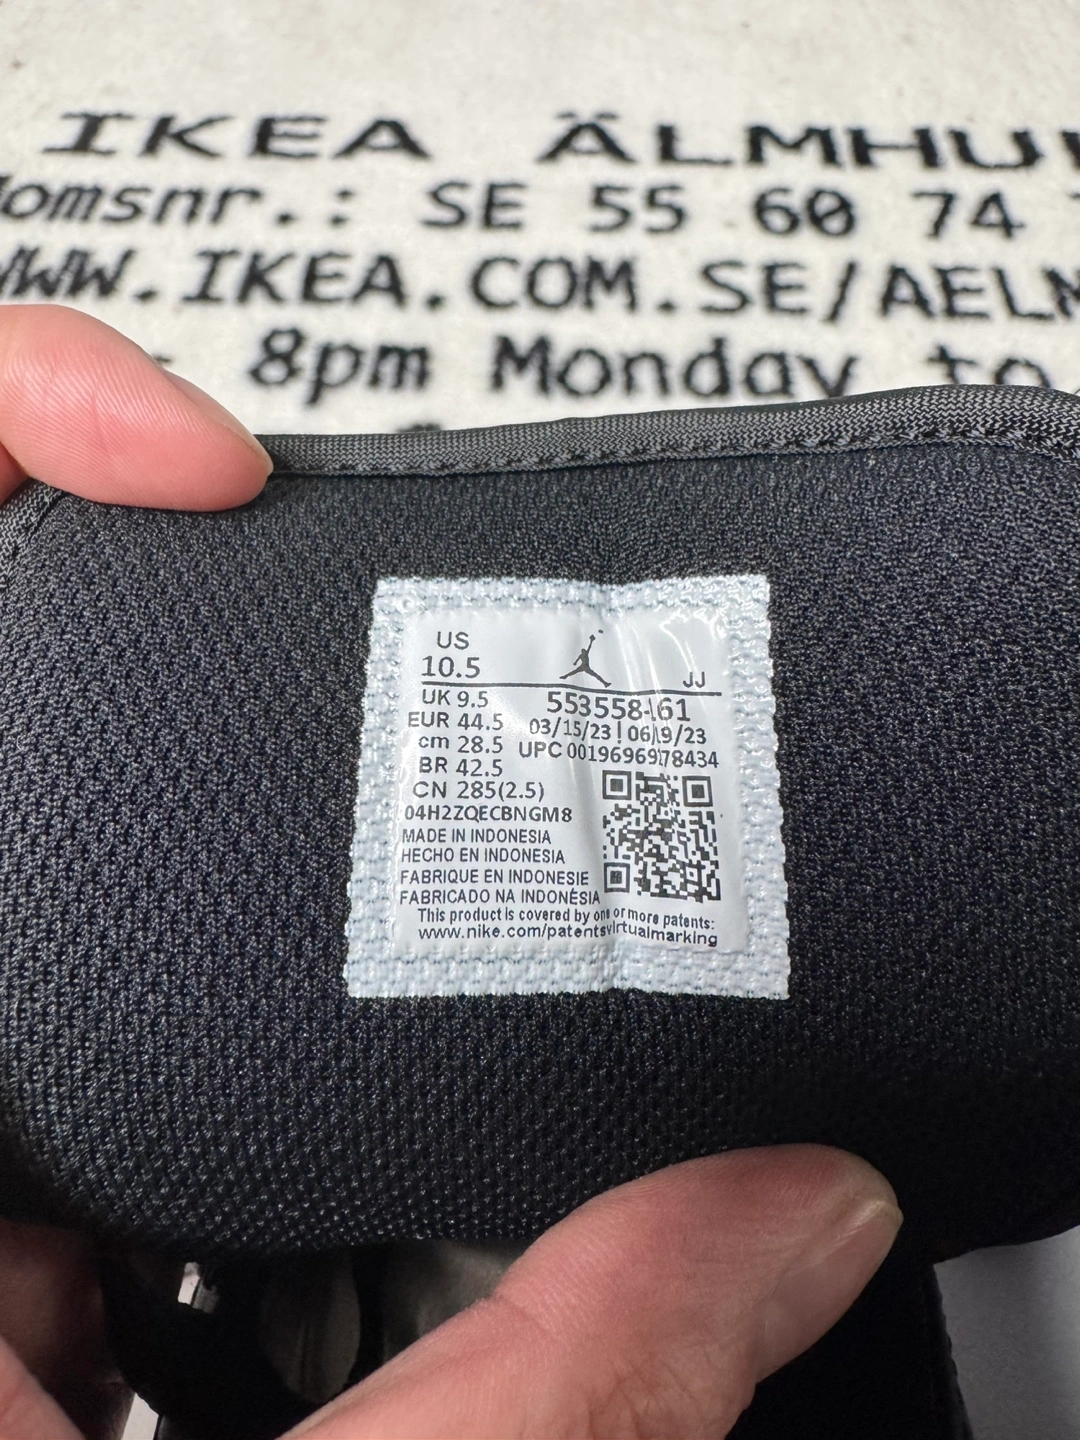 IKEA ÄLMHU
omsnr.: SE 55 60 74
WWW.IKEA.COM.SE/AELM
8pm Monday to
US
10.5
JJ
UK 9.5
553558-161
EUR 44.5
03/15/23 | 06/19/23
cm 28.5
UPC 00196969178434
BR 42.5
CN 285(2.5)
04H2ZQECBNGM8
MADE IN INDONESIA
HECHO EN INDONESIA
FABRIQUE EN INDONESIE
FABRICADO NA INDONÉSIA
This product is covered by one or more patents:
www.nike.com/patentsvirtualmarking